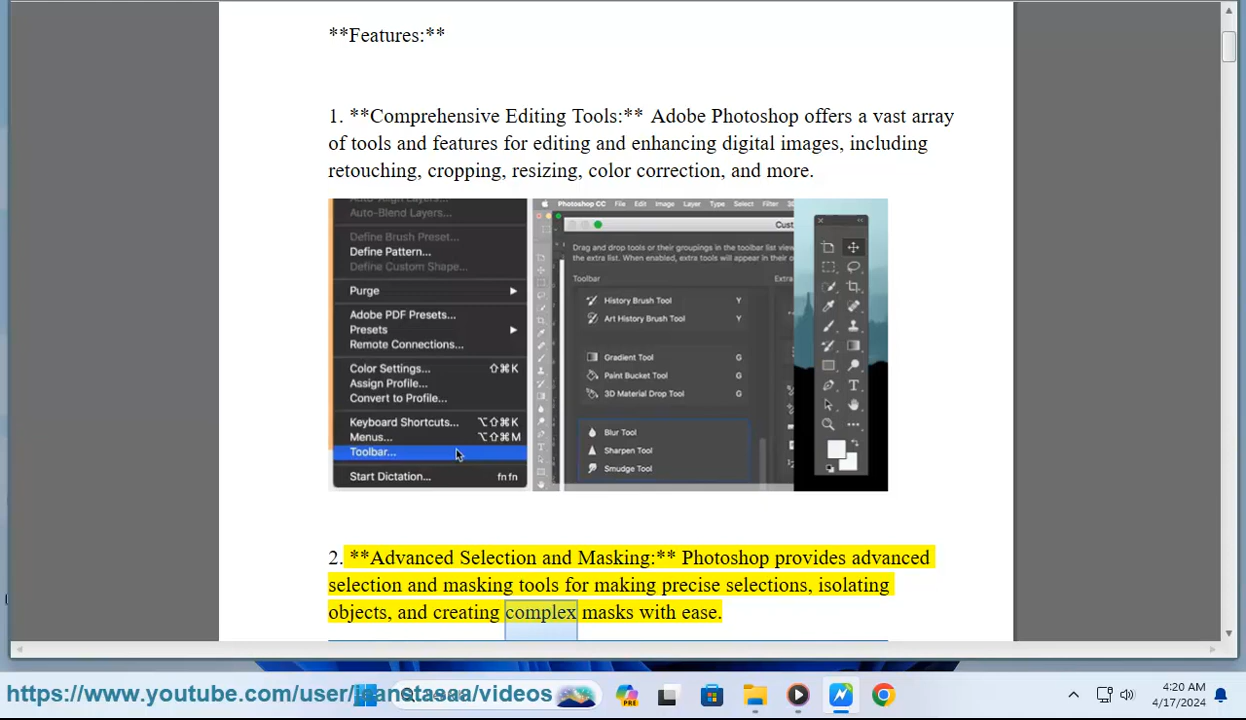 **Features:**
1. **Comprehensive Editing Tools:** Adobe Photoshop offers a vast array
of tools and features for editing and enhancing digital images, including
retouching, cropping, resizing, color correction, and more.
Auto-Blend Layers...
Define Brush Preset...
Define Pattern...
Define Custom Shape...
Purge
Adobe PDF Presets...
Presets
Remote Connections...
Color Settings... ⇧⌘K
Assign Profile...
Convert to Profile...
Keyboard Shortcuts... ⌥⇧⌘K
Menus... ⌥⇧⌘M
Toolbar...
Start Dictation... fn fn
Photoshop CC File Edit Image Layer Type Select Filter
Drag and drop tools or their groupings in the toolbar list
the extra list. When enabled, extra tools will appear in their
Toolbar
History Brush Tool Y
Art History Brush Tool Y
Gradient Tool G
Paint Bucket Tool G
3D Material Drop Tool G
Blur Tool
Sharpen Tool
Smudge Tool
2. **Advanced Selection and Masking:** Photoshop provides advanced
selection and masking tools for making precise selections, isolating
objects, and creating complex masks with ease.
PRE
4:20 AM
4/17/2024